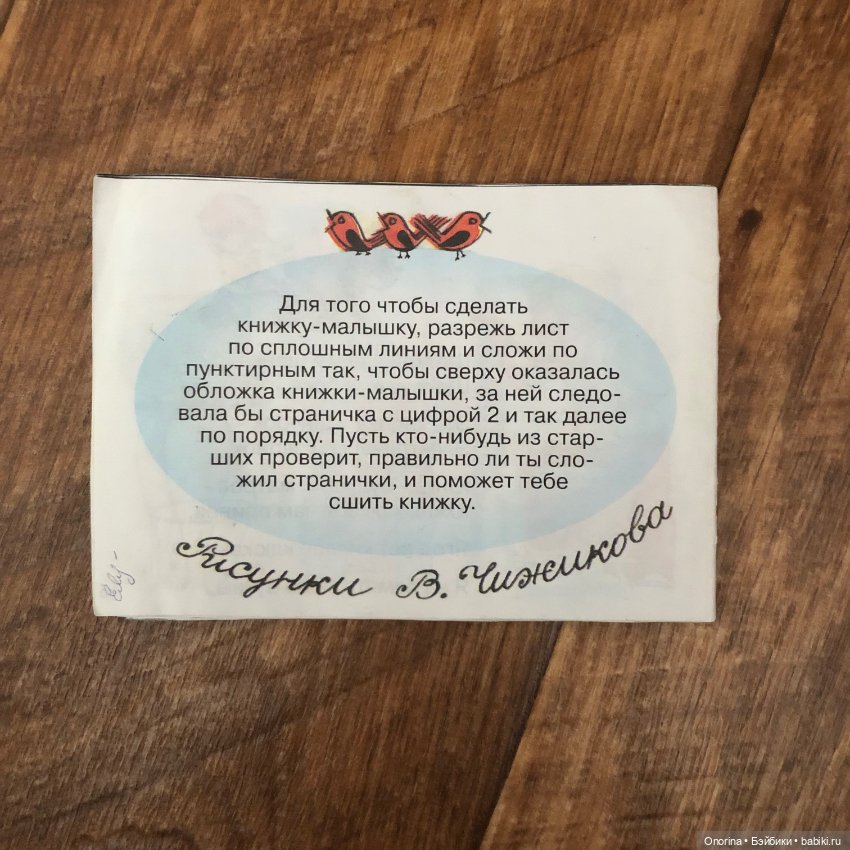 Для того чтобы сделать
книжку-малышку, разрежь лист
по сплошным линиям и сложи по
пунктирным так, чтобы сверху оказалась
обложка книжки-малышки, за ней следо-
вала бы страничка с цифрой 2 и так далее
по порядку. Пусть кто-нибудь из стар-
ших проверит, правильно ли ты сло-
жил странички, и поможет тебе
сшить книжку.
Рисунки В. Чижикова
Onorina • Бэйбики • babiki.ru